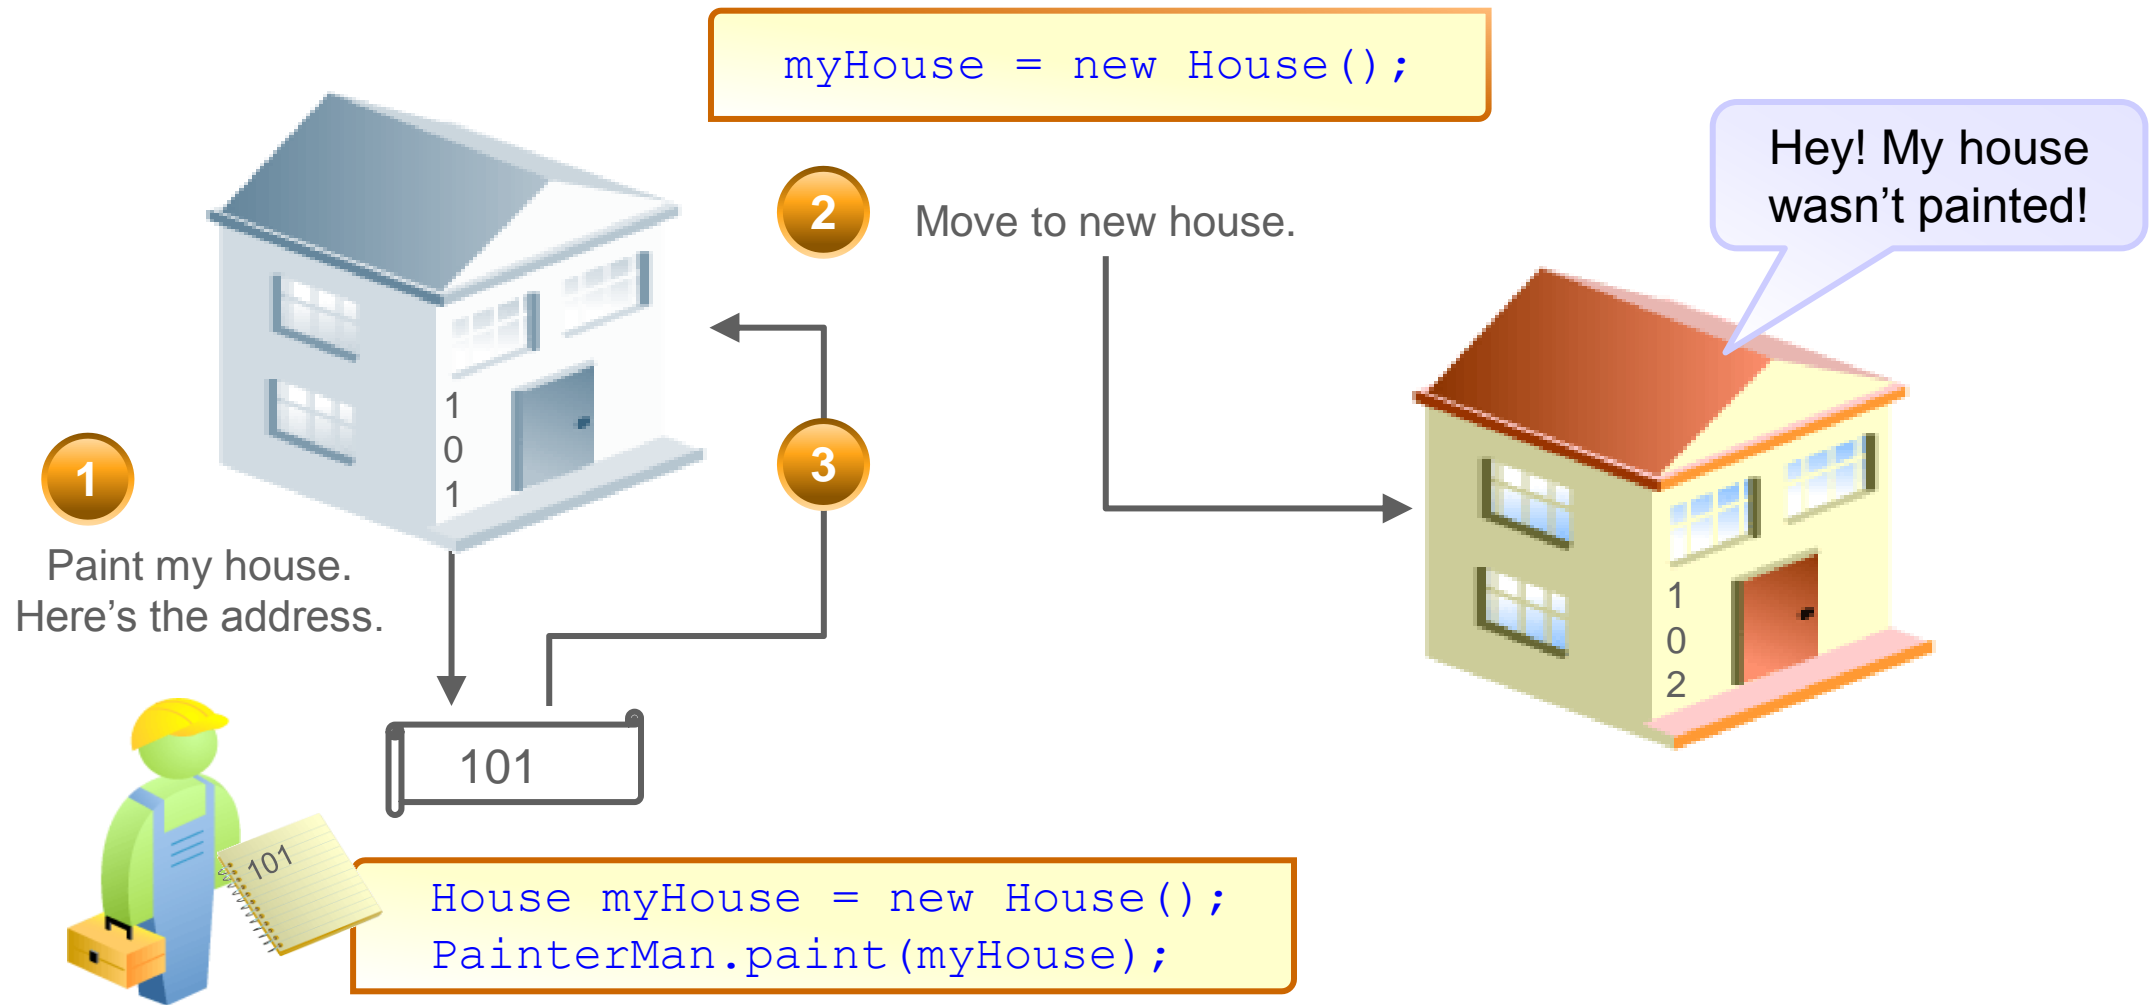 myHouse = new House();
Hey! My house
wasn't painted!
2
Move to new house.
1
0
1
1
3
Paint my house.
Here's the address.
1
0
2
101
101
House myHouse = new House();
PainterMan.paint(myHouse);